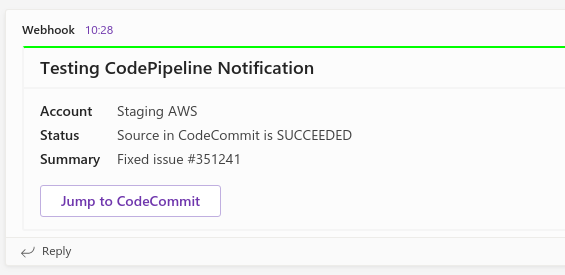 Webhook 10:28
Testing CodePipeline Notification
Account Staging AWS
Status Source in CodeCommit is SUCCEEDED
Summary Fixed issue #351241
Jump to CodeCommit
Reply